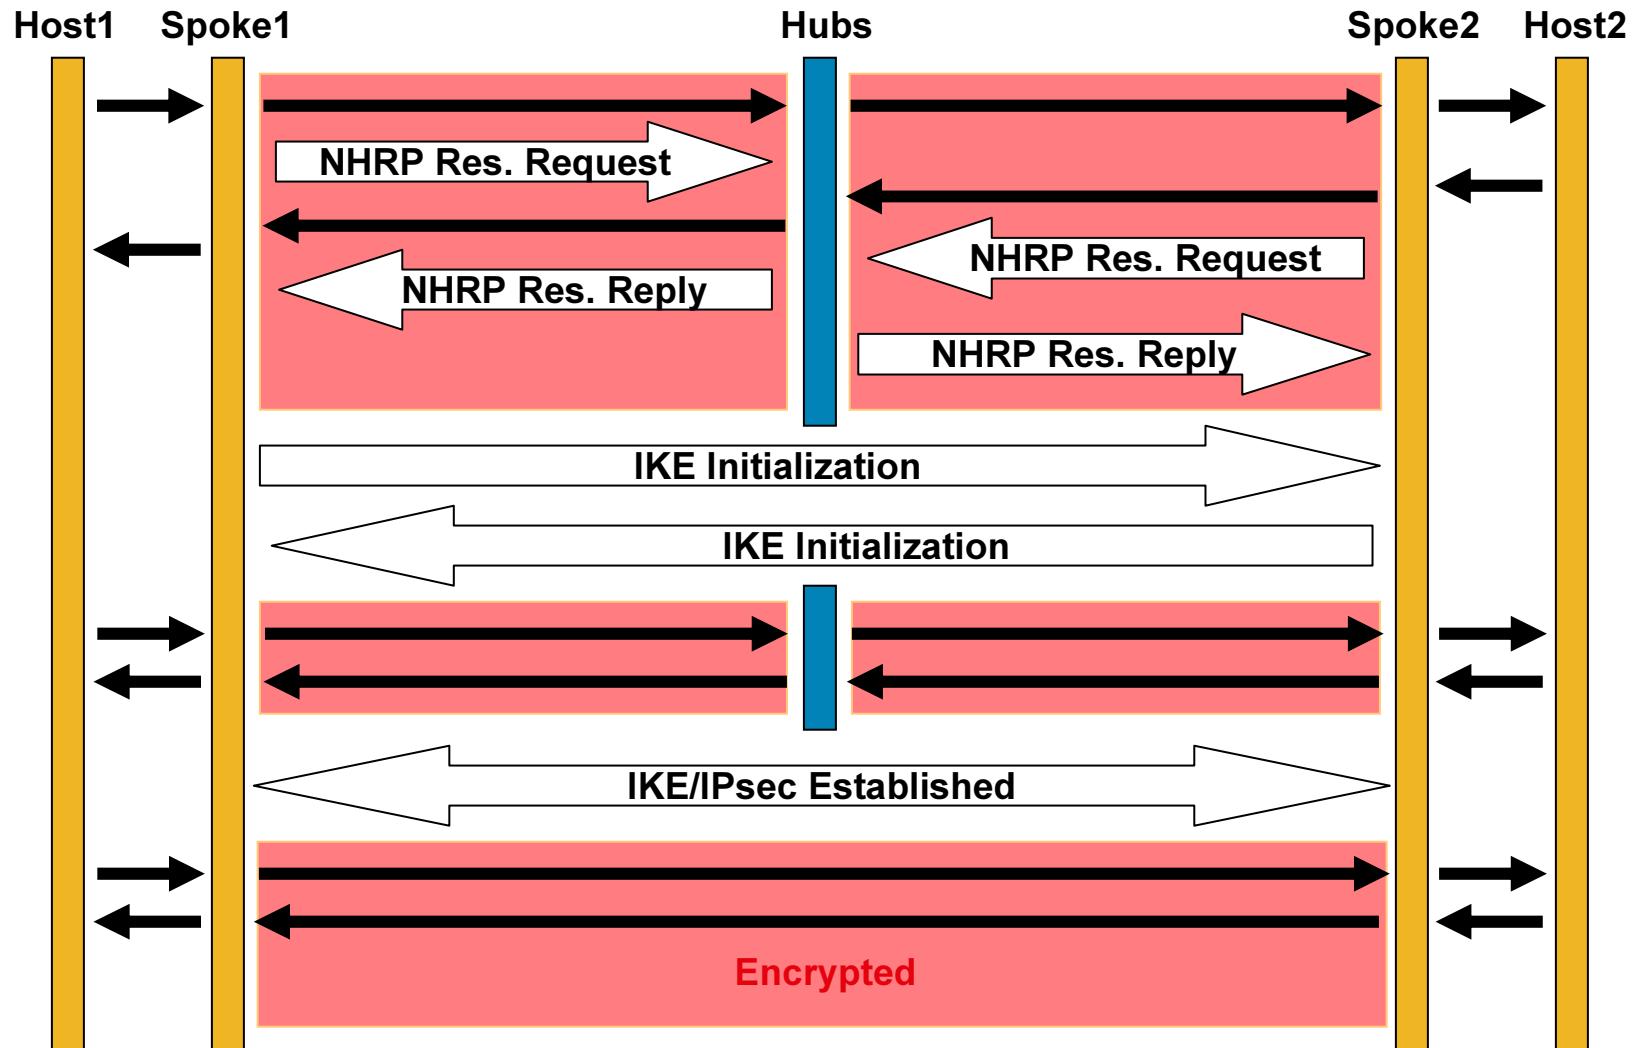 Host1 Spoke1 Hubs Spoke2 Host2
NHRP Res. Request
NHRP Res. Request
NHRP Res. Reply
NHRP Res. Reply
IKE Initialization
IKE Initialization
IKE/IPsec Established
Encrypted